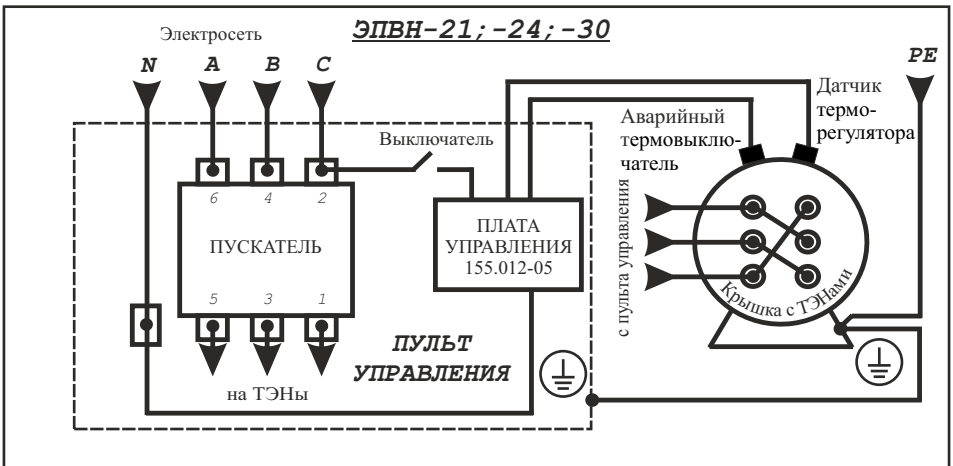 ЭПВН-21; -24; -30
Электросеть
N A B C
PE
Датчик
термо-
регулятора
Аварийный
термовыклю-
чатель
Выключатель
6 4 2
ПУСКАТЕЛЬ
5 3 1
на ТЭНы
ПЛАТА
УПРАВЛЕНИЯ
155.012-05
ПУЛЬТ
УПРАВЛЕНИЯ
с пульта управления
Крышка с ТЭНами